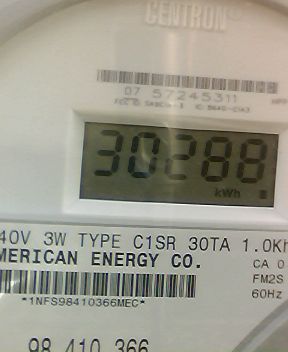 CENTRON®
07 57245311
30288
kWh
40V 3W TYPE C1SR 30TA 1.0Kh
MERICAN ENERGY CO. CA 0
FM2S
60Hz
*1NFS98410366MEC*
98 410 366